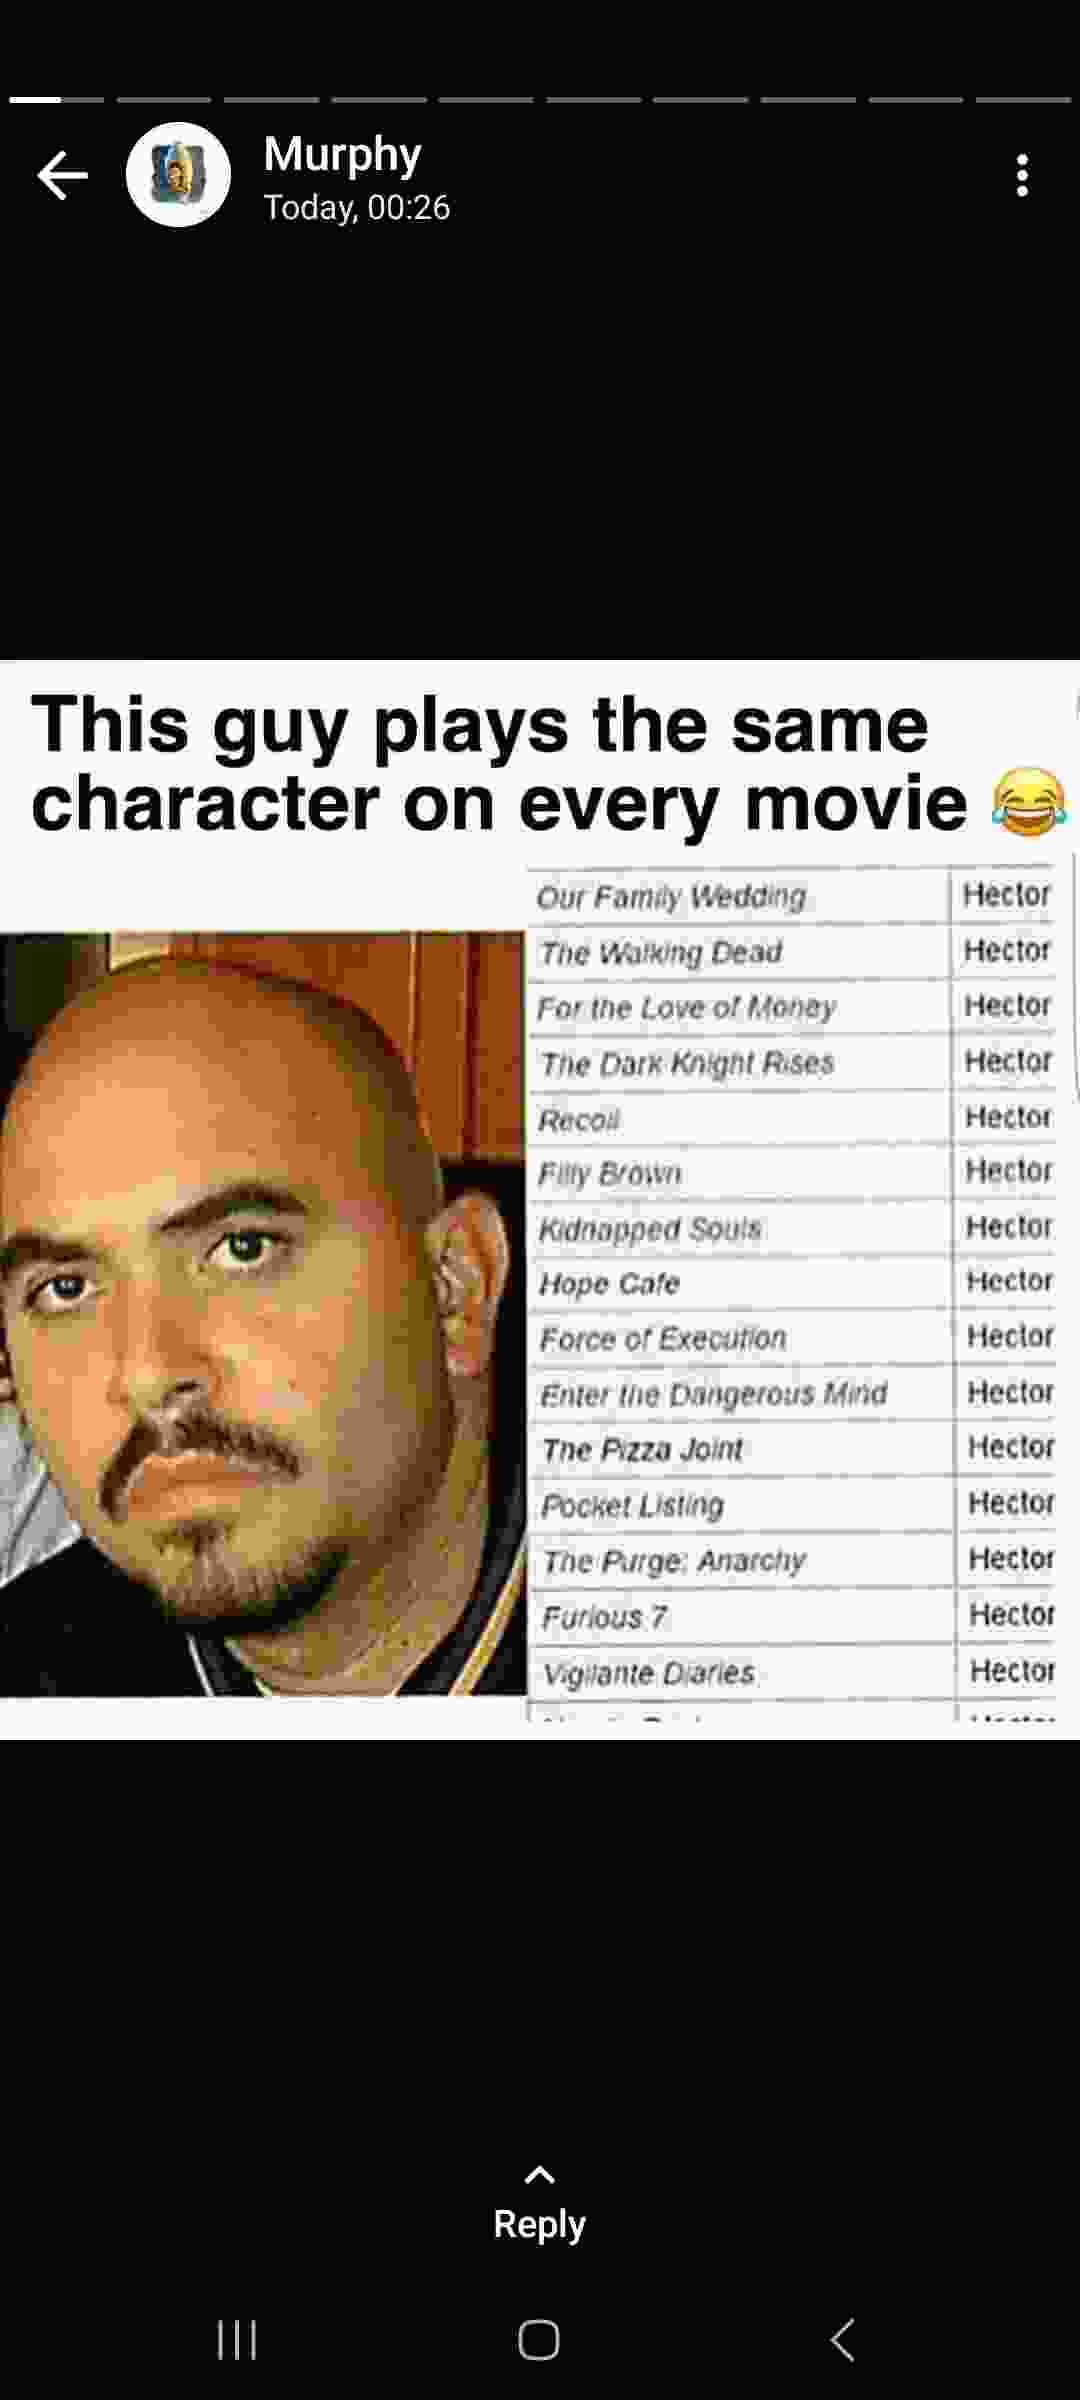 Murphy
Today, 00:26
This guy plays the same
character on every movie 😂
Our Family Wedding Hector
The Walking Dead Hector
For the Love of Money Hector
The Dark Knight Rises Hector
Recoil Hector
Filly Brown Hector
Kidnapped Souls Hector
Hope Cafe Hector
Force of Execution Hector
Enter the Dangerous Mind Hector
The Pizza Joint Hector
Pocket Listing Hector
The Purge: Anarchy Hector
Furious 7 Hector
Vigilante Diaries Hector
Reply